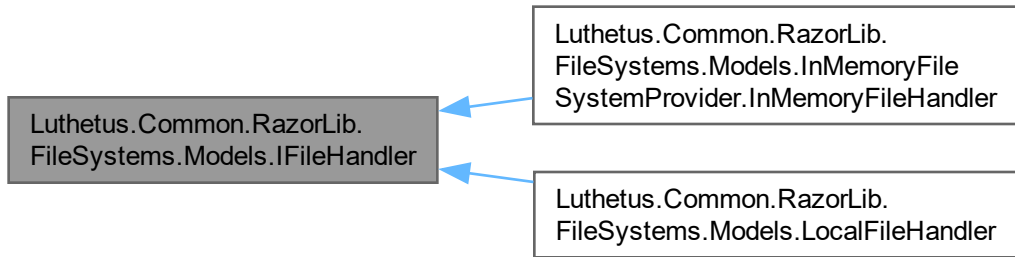 Luthetus.Common.RazorLib.
FileSystems.Models.IFileHandler
Luthetus.Common.RazorLib.
FileSystems.Models.InMemoryFile
SystemProvider.InMemoryFileHandler
Luthetus.Common.RazorLib.
FileSystems.Models.LocalFileHandler